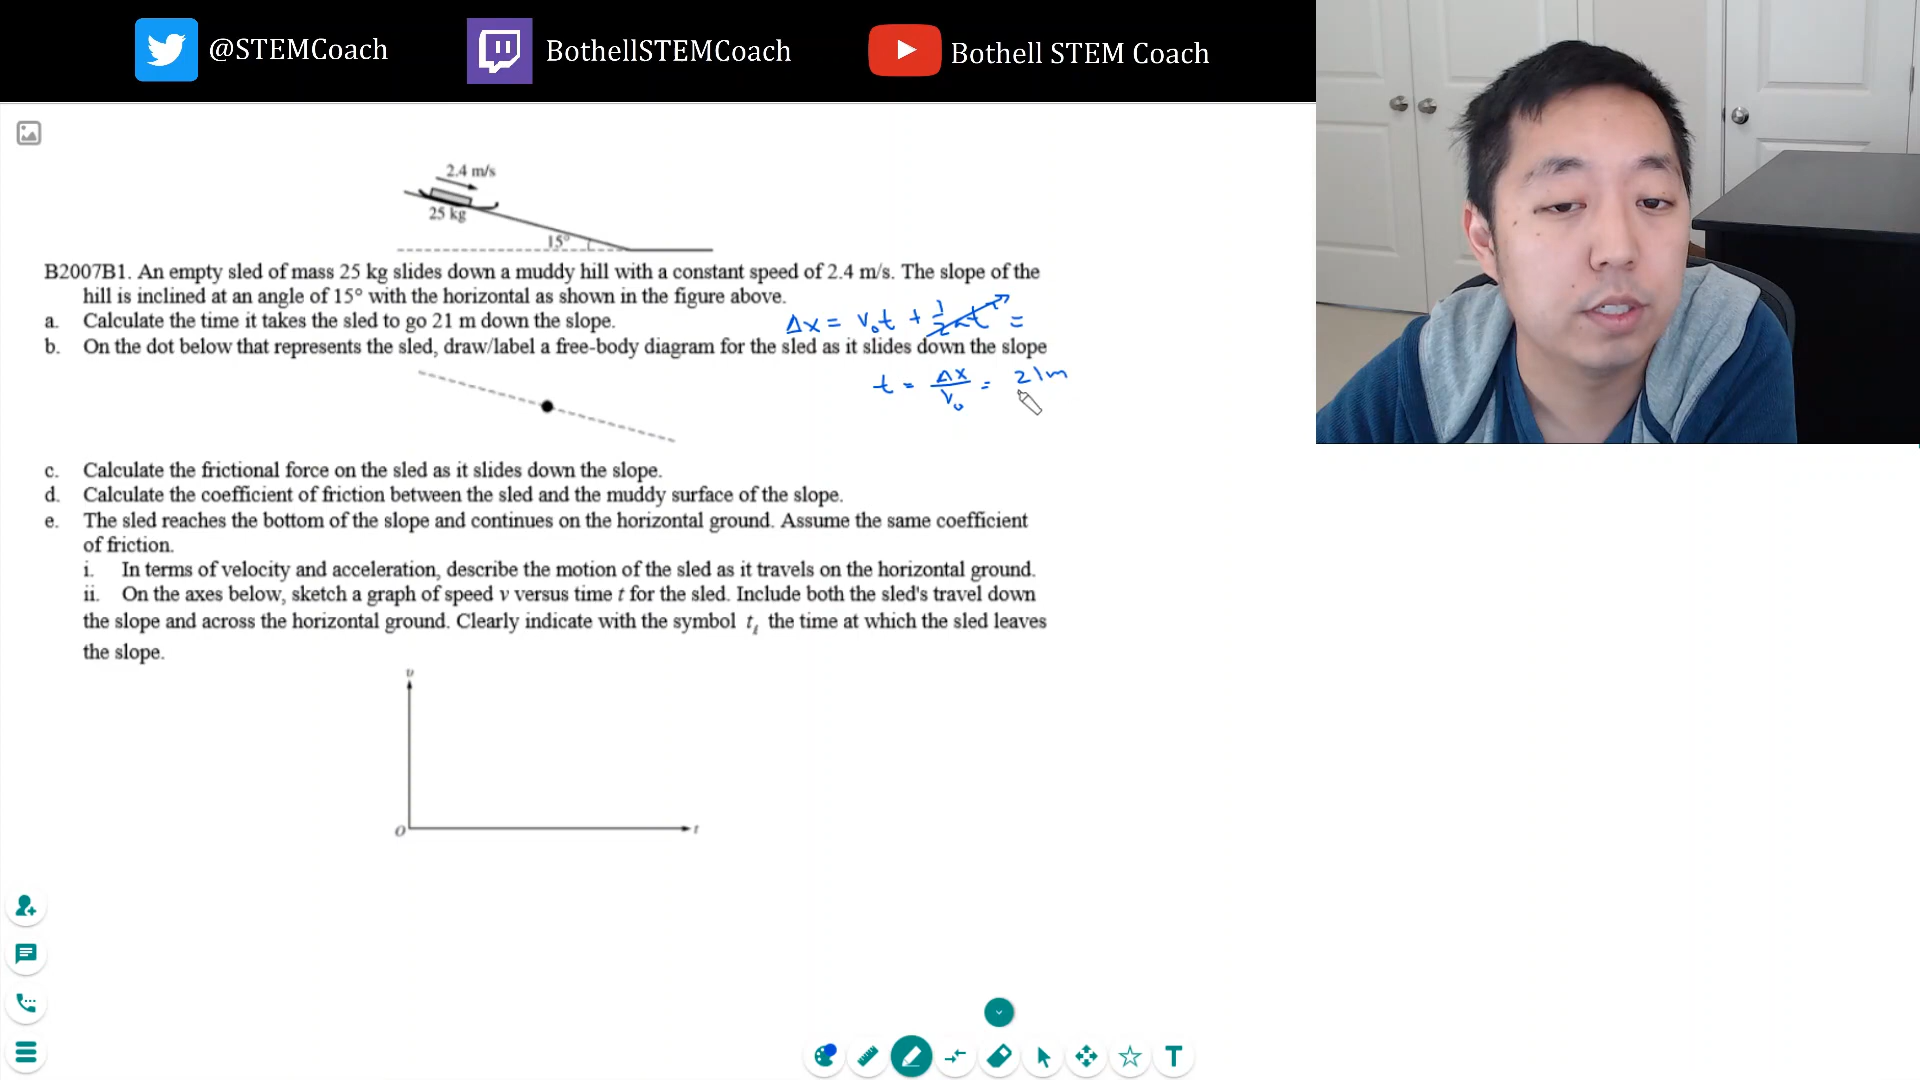 @STEMCoach BothellSTEMCoach Bothell STEM Coach
2.4 m/s
25 kg
15°
B2007B1. An empty sled of mass 25 kg slides down a muddy hill with a constant speed of 2.4 m/s. The slope of the
hill is inclined at an angle of 15° with the horizontal as shown in the figure above.
a. Calculate the time it takes the sled to go 21 m down the slope.
Δx = v₀t + 1/2 at² =
b. On the dot below that represents the sled, draw/label a free-body diagram for the sled as it slides down the slope
t = Δx/v₀ = 21m
c. Calculate the frictional force on the sled as it slides down the slope.
d. Calculate the coefficient of friction between the sled and the muddy surface of the slope.
e. The sled reaches the bottom of the slope and continues on the horizontal ground. Assume the same coefficient
of friction.
i. In terms of velocity and acceleration, describe the motion of the sled as it travels on the horizontal ground.
ii. On the axes below, sketch a graph of speed v versus time t for the sled. Include both the sled's travel down
the slope and across the horizontal ground. Clearly indicate with the symbol tₗ the time at which the sled leaves
the slope.
v
O t
T